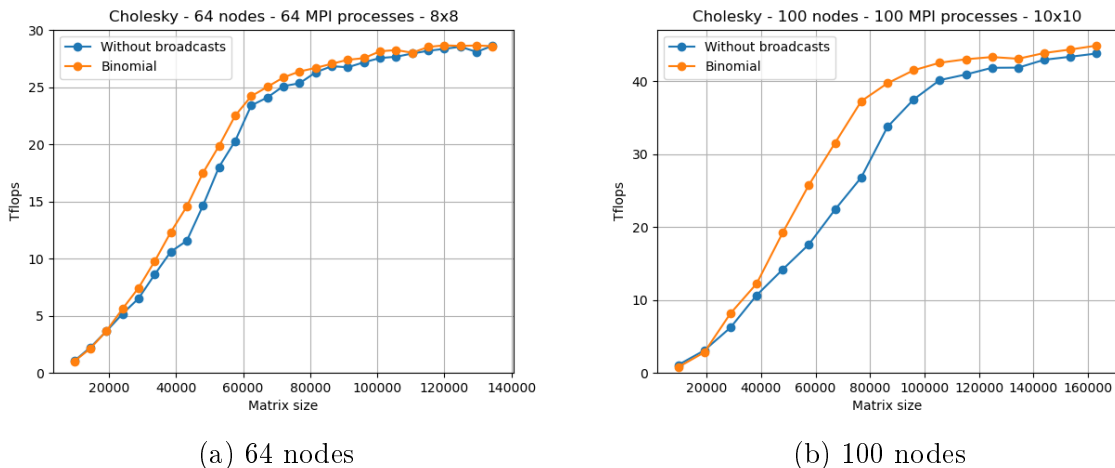 Cholesky - 64 nodes - 64 MPI processes - 8x8
30
25
20
15
10
5
0
Tflops
Without broadcasts
Binomial
20000 40000 60000 80000 100000 120000 140000
Matrix size
(a) 64 nodes
Cholesky - 100 nodes - 100 MPI processes - 10x10
40
30
20
10
0
Tflops
Without broadcasts
Binomial
20000 40000 60000 80000 100000 120000 140000 160000
Matrix size
(b) 100 nodes